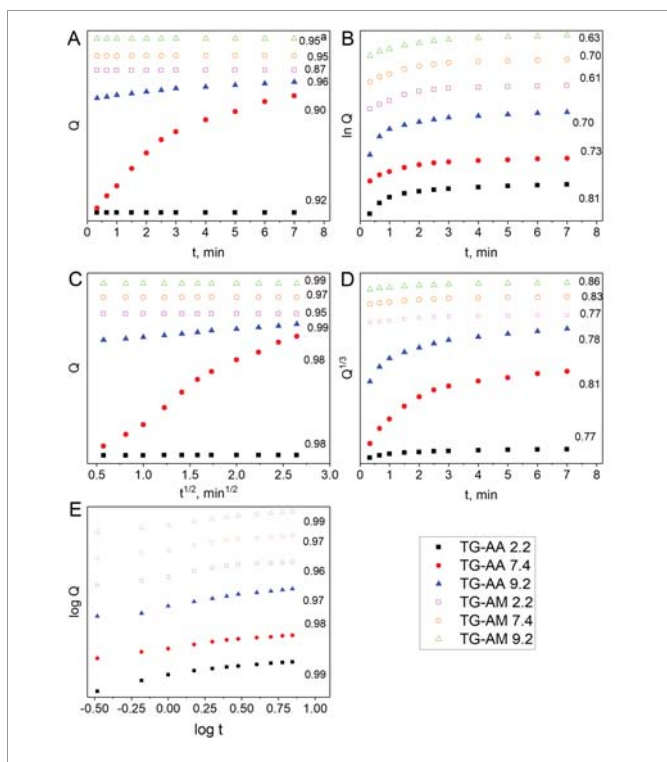 A
0.95ᵃ
0.95
0.87
0.96
0.90
0.92
Q
0 1 2 3 4 5 6 7 8
t, min
B
0.63
0.70
0.61
0.70
0.73
0.81
ln Q
0 1 2 3 4 5 6 7 8
t, min
C
0.99
0.97
0.95
0.99
0.98
0.98
Q
0.5 1.0 1.5 2.0 2.5 3.0
t¹/², min¹/²
D
0.86
0.83
0.77
0.78
0.81
0.77
Q¹/³
0 1 2 3 4 5 6 7 8
t, min
E
0.99
0.97
0.96
0.97
0.98
0.99
log Q
-0.50 -0.25 0.00 0.25 0.50 0.75 1.00
log t
TG-AA 2.2
TG-AA 7.4
TG-AA 9.2
TG-AM 2.2
TG-AM 7.4
TG-AM 9.2